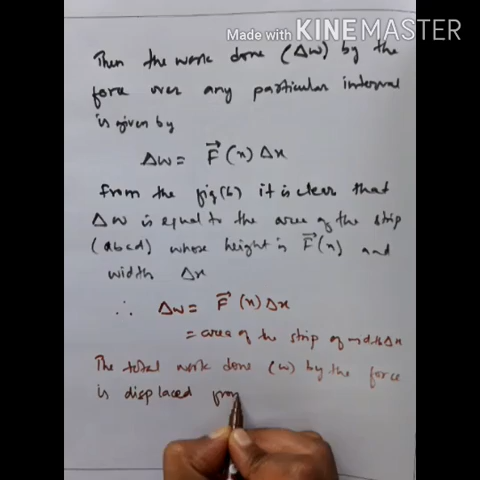 Made with KINEMASTER
Then the work done (Δw) by the
force over any particular interval
is given by
Δw = F⃗ (x) Δx
from the fig(b) it is clear that
Δw is equal to the area of the strip
(abcd) whose height is F⃗(x) and
width Δx
∴ Δw = F⃗ (x) Δx
= area of the strip of width Δx
The total work done (w) by the force
is displaced from